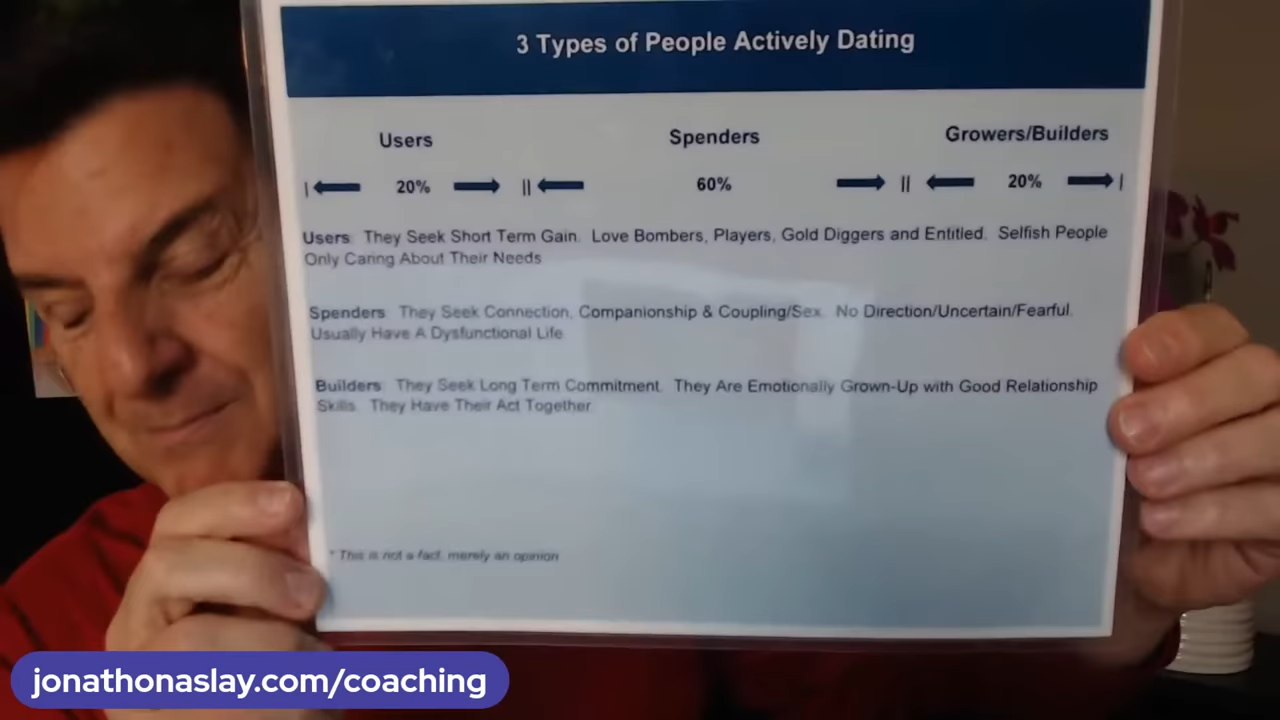 3 Types of People Actively Dating
Users Spenders Growers/Builders
20% 60% 20%
Users: They Seek Short Term Gain. Love Bombers, Players, Gold Diggers and Entitled. Selfish People
Only Caring About Their Needs
Spenders: They Seek Connection, Companionship & Coupling/Sex. No Direction/Uncertain/Fearful.
Usually Have A Dysfunctional Life
Builders: They Seek Long Term Commitment. They Are Emotionally Grown-Up with Good Relationship
Skills. They Have Their Act Together
* This is not a fact, merely an opinion
jonathonaslay.com/coaching